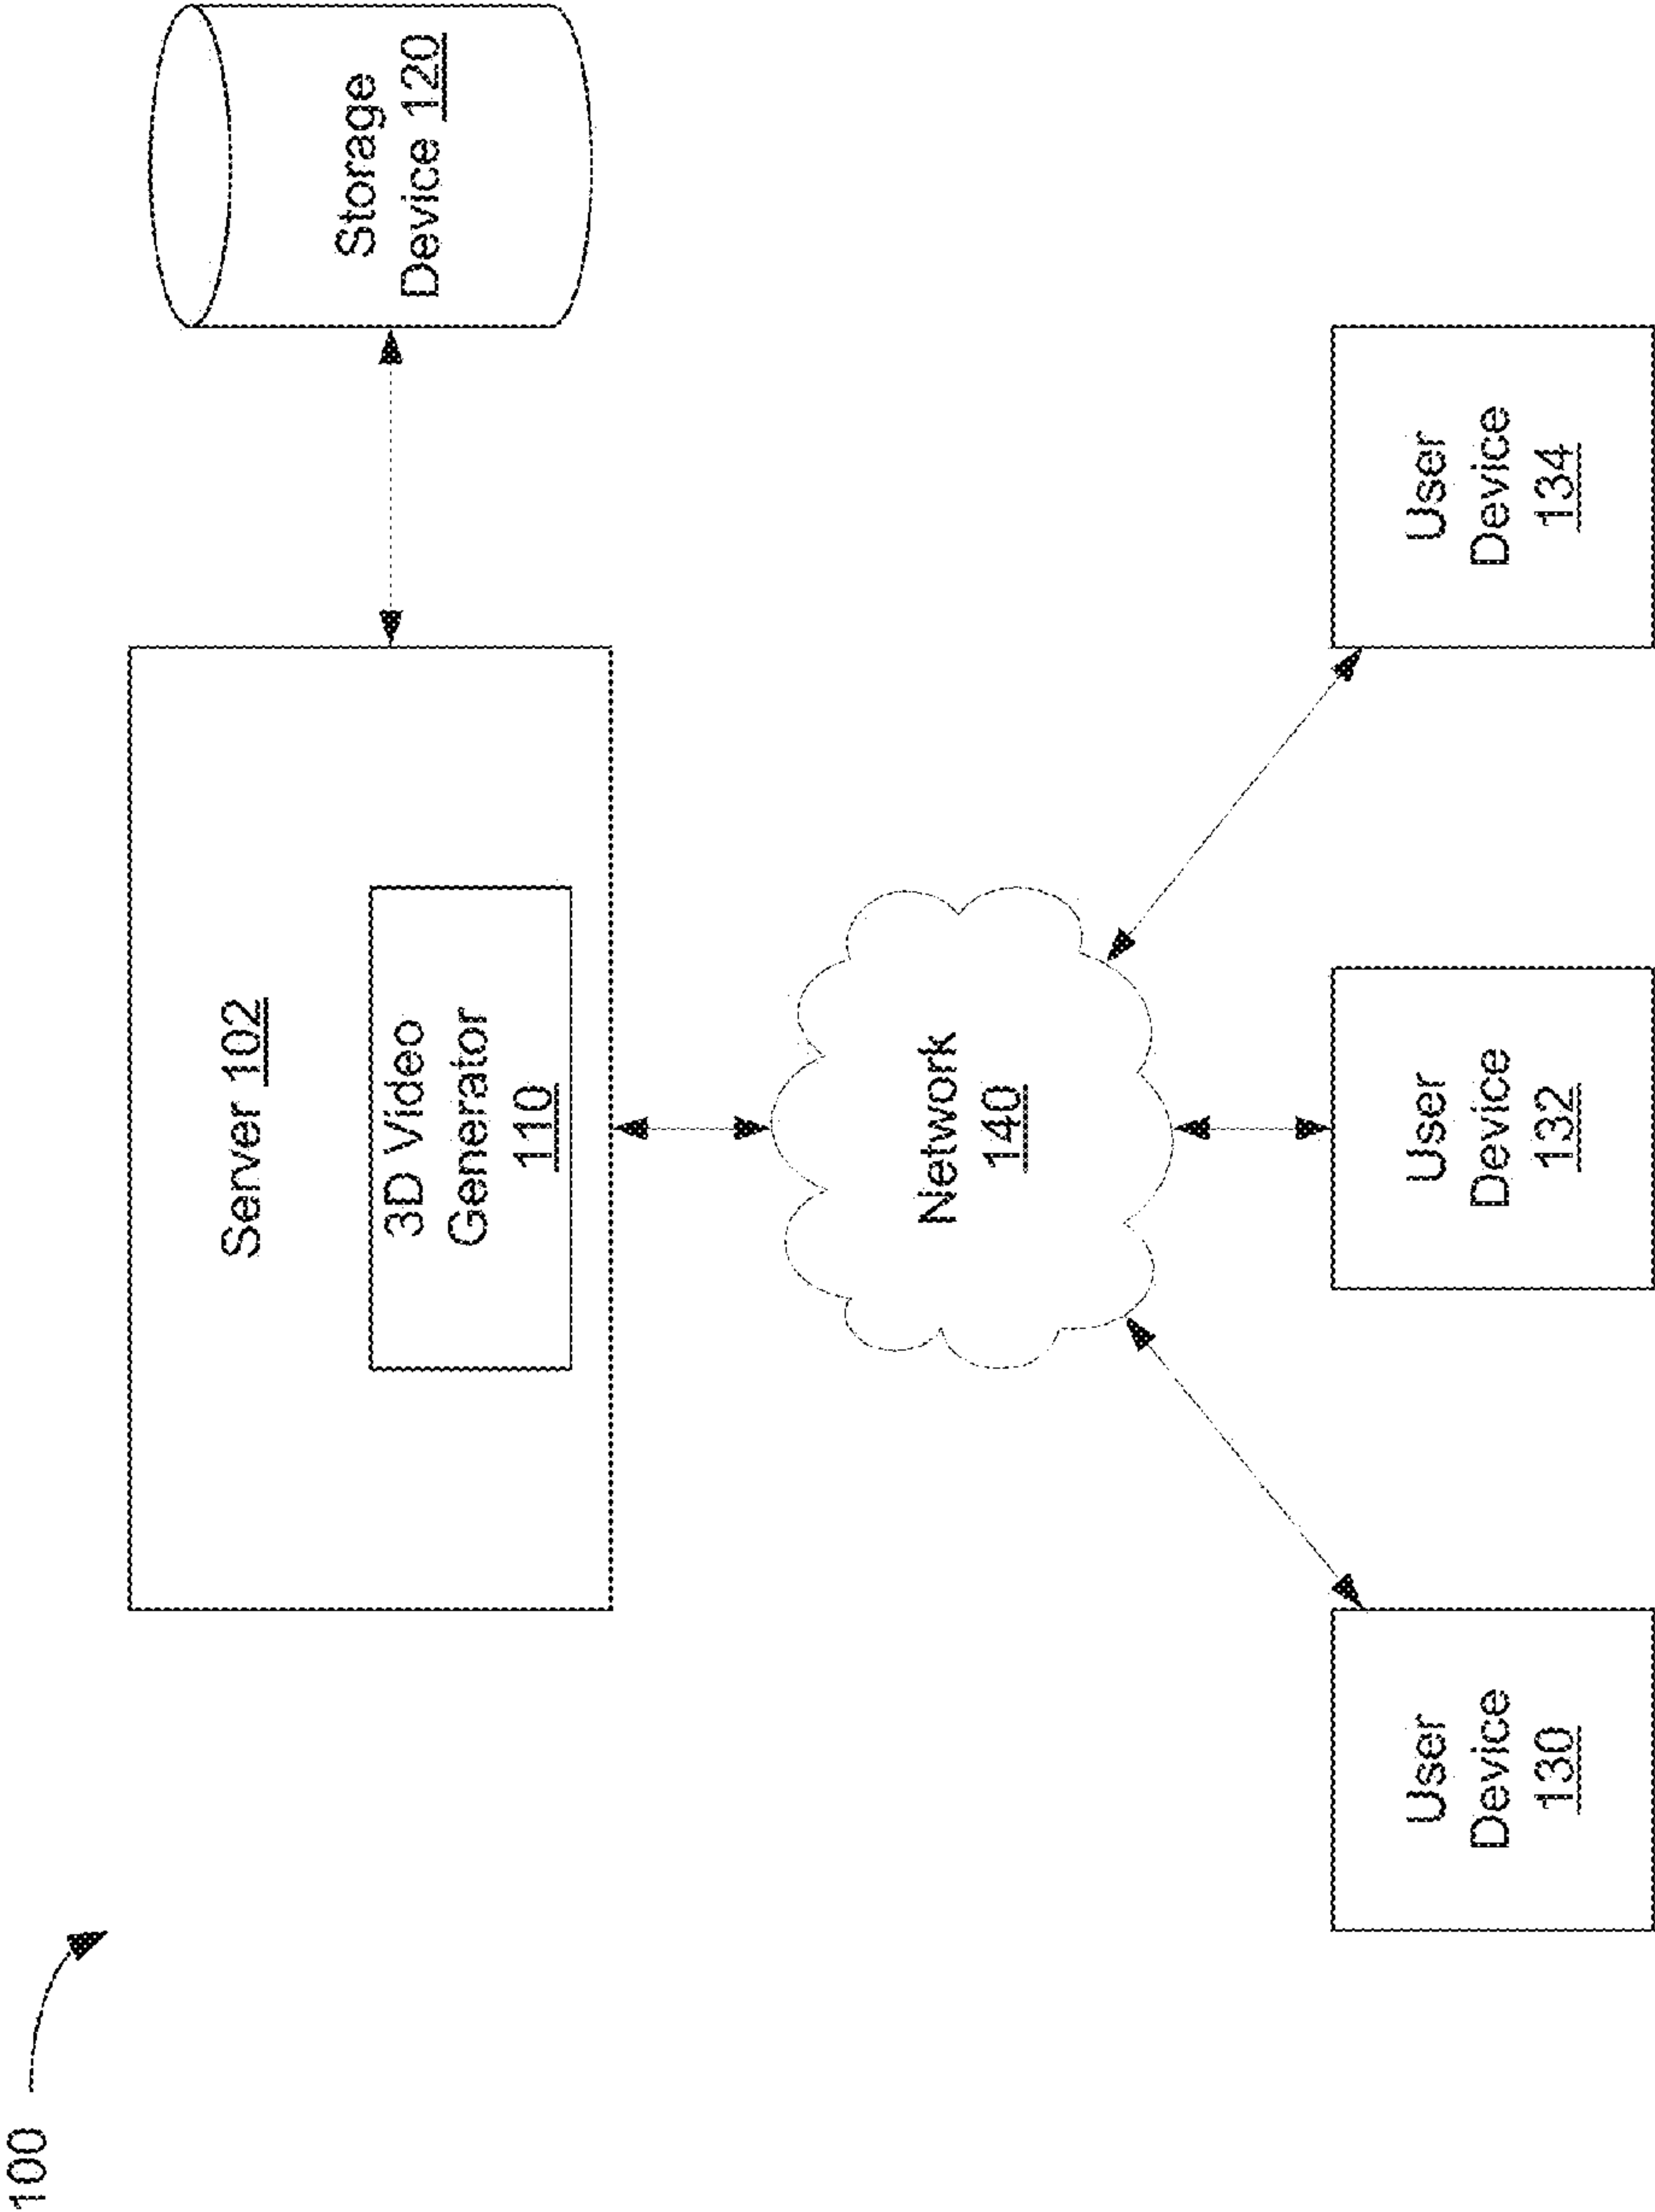 100
Server 102
3D Video
Generator
110
Storage
Device 120
Network
140
User
Device
130
User
Device
132
User
Device
134